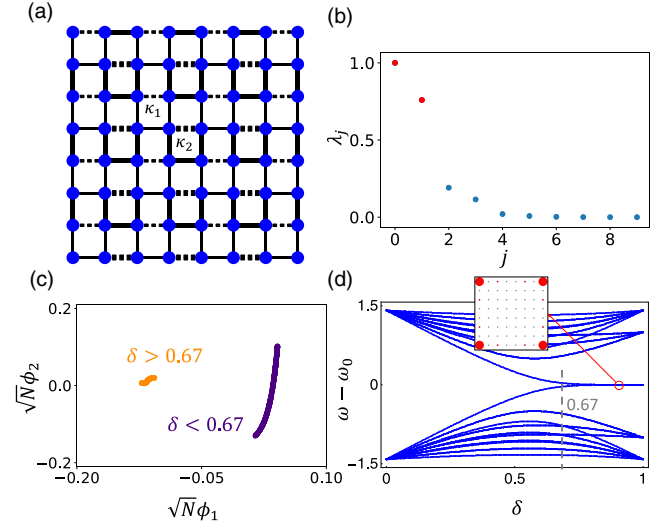 (a)
κ₁
κ₂
(b)
1.0
0.5
0.0
λⱼ
0 2 4 6 8
j
(c)
0.2
0.0
−0.2
√Nϕ₂
δ > 0.67
δ < 0.67
−0.20 −0.05 0.10
√Nϕ₁
(d)
1.5
0
−1.5
ω − ω₀
0.67
0 0.5 1
δ